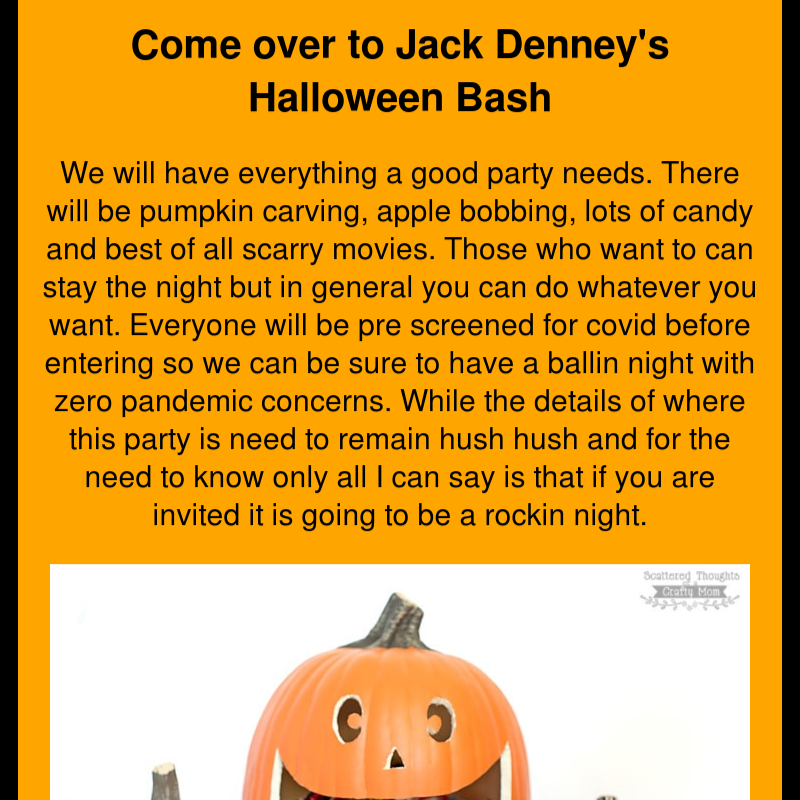 Come over to Jack Denney's
Halloween Bash
We will have everything a good party needs. There
will be pumpkin carving, apple bobbing, lots of candy
and best of all scarry movies. Those who want to can
stay the night but in general you can do whatever you
want. Everyone will be pre screened for covid before
entering so we can be sure to have a ballin night with
zero pandemic concerns. While the details of where
this party is need to remain hush hush and for the
need to know only all I can say is that if you are
invited it is going to be a rockin night.
Scattered Thoughts
Crafty Mom